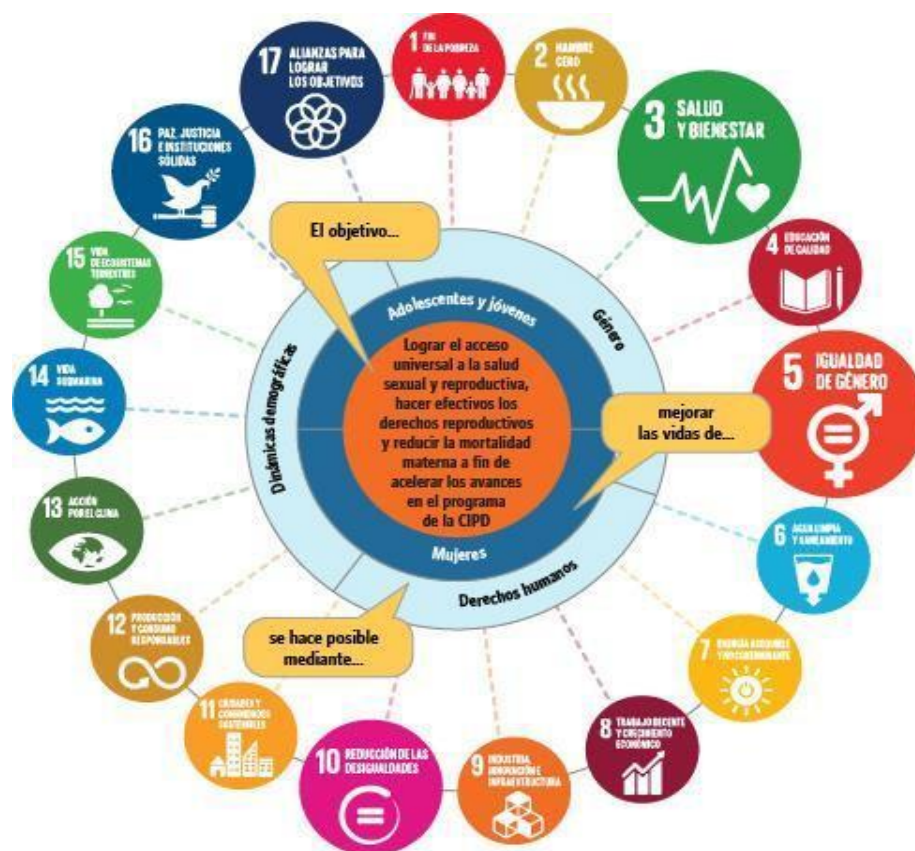 1 FIN
DE LA POBREZA
2 HAMBRE
CERO
3 SALUD
Y BIENESTAR
4 EDUCACIÓN
DE CALIDAD
5 IGUALDAD
DE GÉNERO
6 AGUA LIMPIA
Y SANEAMIENTO
7 ENERGÍA ASEQUIBLE
Y NO CONTAMINANTE
8 TRABAJO DECENTE
Y CRECIMIENTO
ECONÓMICO
9 INDUSTRIA,
INNOVACIÓN E
INFRAESTRUCTURA
10 REDUCCIÓN DE LAS
DESIGUALDADES
11 CIUDADES Y
COMUNIDADES
SOSTENIBLES
12 PRODUCCIÓN
Y CONSUMO
RESPONSABLES
13 ACCIÓN
POR EL CLIMA
14 VIDA
SUBMARINA
15 VIDA
DE ECOSISTEMAS
TERRESTRES
16 PAZ, JUSTICIA
E INSTITUCIONES
SÓLIDAS
17 ALIANZAS PARA
LOGRAR
LOS OBJETIVOS
El objetivo...
Adolescentes y jóvenes
Género
Dinámicas demográficas
Lograr el acceso
universal a la salud
sexual y reproductiva,
hacer efectivos los
derechos reproductivos
y reducir la mortalidad
materna a fin de
acelerar los avances
en el programa
de la CIPD
mejorar
las vidas de...
Mujeres
Derechos humanos
se hace posible
mediante...